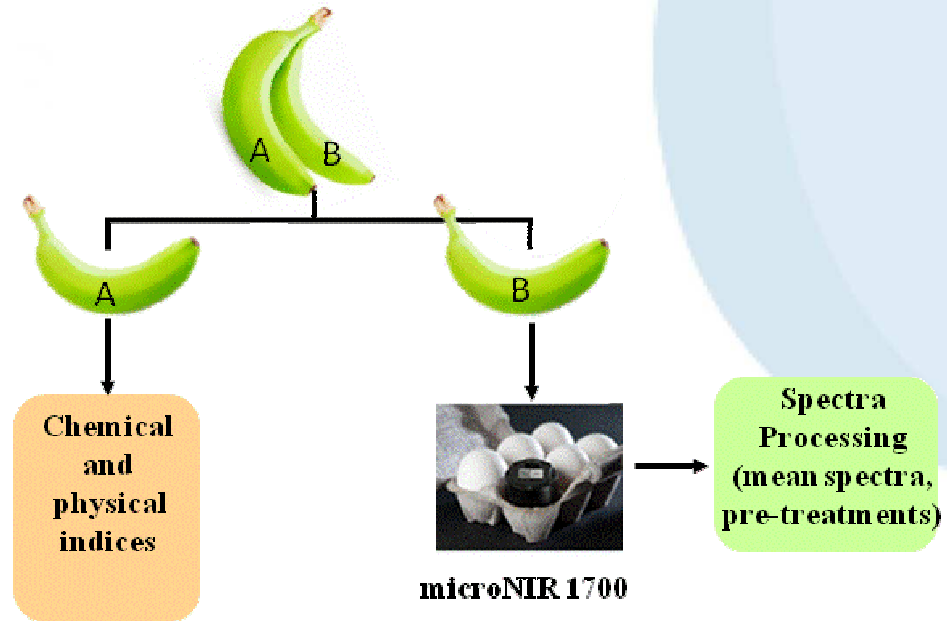 A
B
A
B
Chemical
and
physical
indices
microNIR 1700
Spectra
Processing
(mean spectra,
pre-treatments)